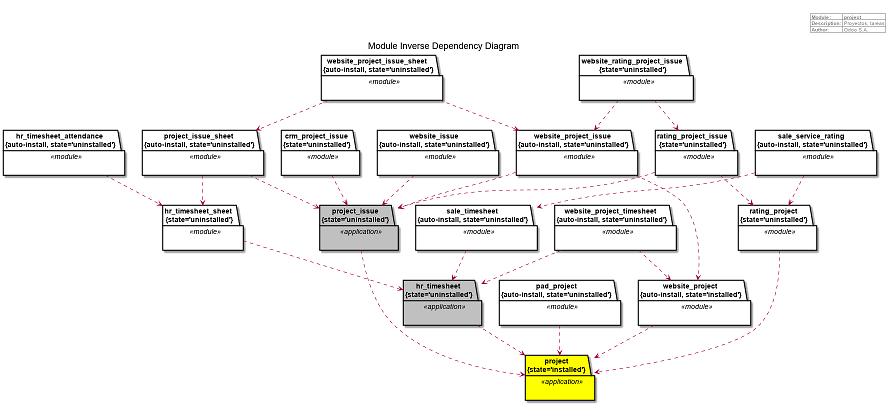 Module: project
Description: Proyectos, tareas
Author: Odoo S.A.
Module Inverse Dependency Diagram
website_project_issue_sheet
{auto-install, state='uninstalled'}
«module»
website_rating_project_issue
{state='uninstalled'}
«module»
hr_timesheet_attendance
{auto-install, state='uninstalled'}
«module»
project_issue_sheet
{auto-install, state='uninstalled'}
«module»
crm_project_issue
{state='uninstalled'}
«module»
website_issue
{auto-install, state='uninstalled'}
«module»
website_project_issue
{auto-install, state='uninstalled'}
«module»
rating_project_issue
{state='uninstalled'}
«module»
sale_service_rating
{auto-install, state='uninstalled'}
«module»
hr_timesheet_sheet
{state='uninstalled'}
«module»
project_issue
{state='uninstalled'}
«application»
sale_timesheet
{auto-install, state='uninstalled'}
«module»
website_project_timesheet
{auto-install, state='uninstalled'}
«module»
rating_project
{state='uninstalled'}
«module»
hr_timesheet
{state='uninstalled'}
«application»
pad_project
{auto-install, state='uninstalled'}
«module»
website_project
{auto-install, state='installed'}
«module»
project
{state='installed'}
«application»